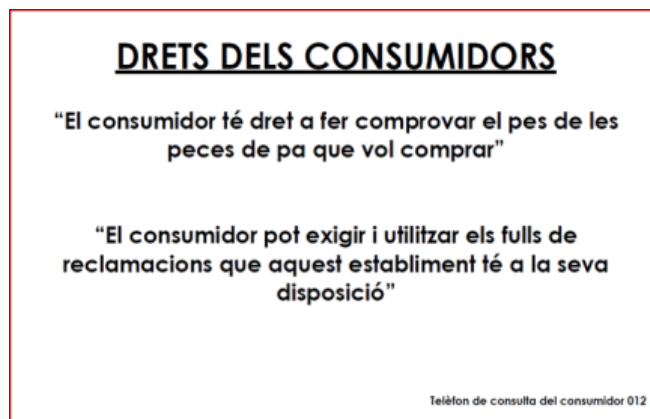 DRETS DELS CONSUMIDORS
“El consumidor té dret a fer comprovar el pes de les
peces de pa que vol comprar”
“El consumidor pot exigir i utilitzar els fulls de
reclamacions que aquest establiment té a la seva
disposició”
Telèfon de consulta del consumidor 012